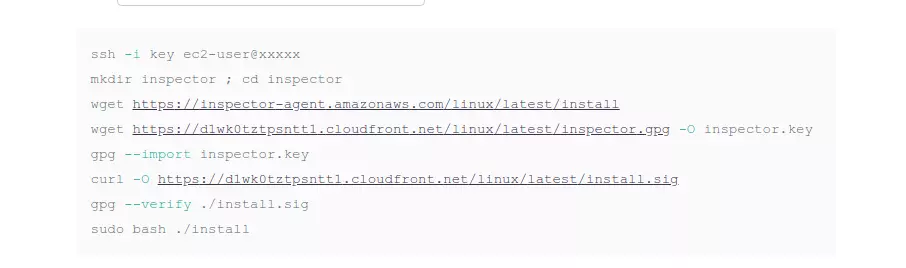 ssh -i key ec2-user@xxxxx
mkdir inspector ; cd inspector
wget https://inspector-agent.amazonaws.com/linux/latest/install
wget https://d1wk0tztpsntt1.cloudfront.net/linux/latest/inspector.gpg -O inspector.key
gpg --import inspector.key
curl -O https://d1wk0tztpsntt1.cloudfront.net/linux/latest/install.sig
gpg --verify ./install.sig
sudo bash ./install